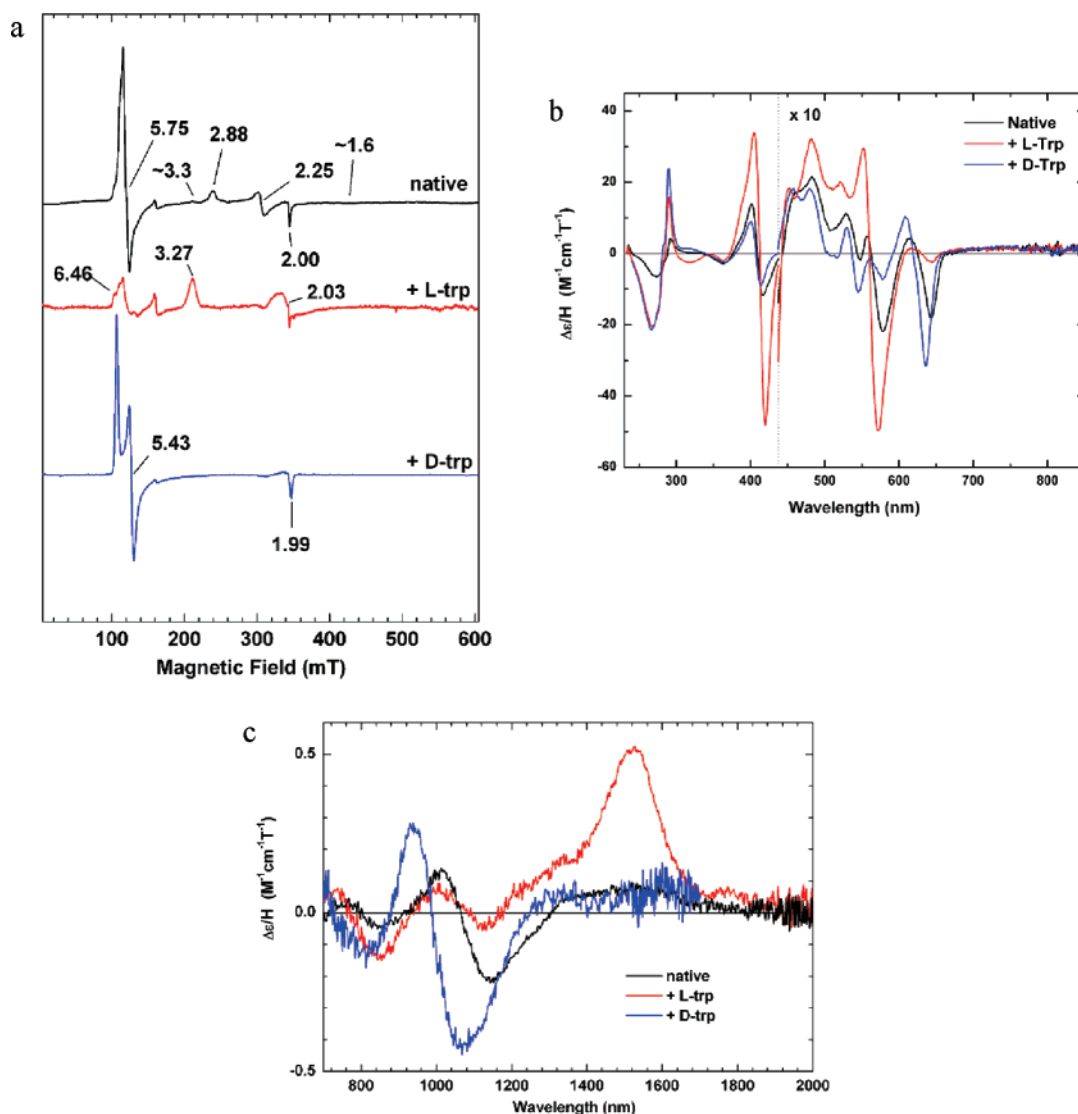 a
5.75
~3.3
2.88
2.25
~1.6
native
2.00
6.46
3.27
+ L-trp
2.03
5.43
+ D-trp
1.99
100 200 300 400 500 600
Magnetic Field (mT)
b
x 10
Native
+ L-Trp
+ D-Trp
40
20
0
-20
-40
-60
Δε/H (M⁻¹cm⁻¹T⁻¹)
300 400 500 600 700 800
Wavelength (nm)
c
0.5
0.0
-0.5
Δε/H (M⁻¹cm⁻¹T⁻¹)
native
+ L-trp
+ D-trp
800 1000 1200 1400 1600 1800 2000
Wavelength (nm)